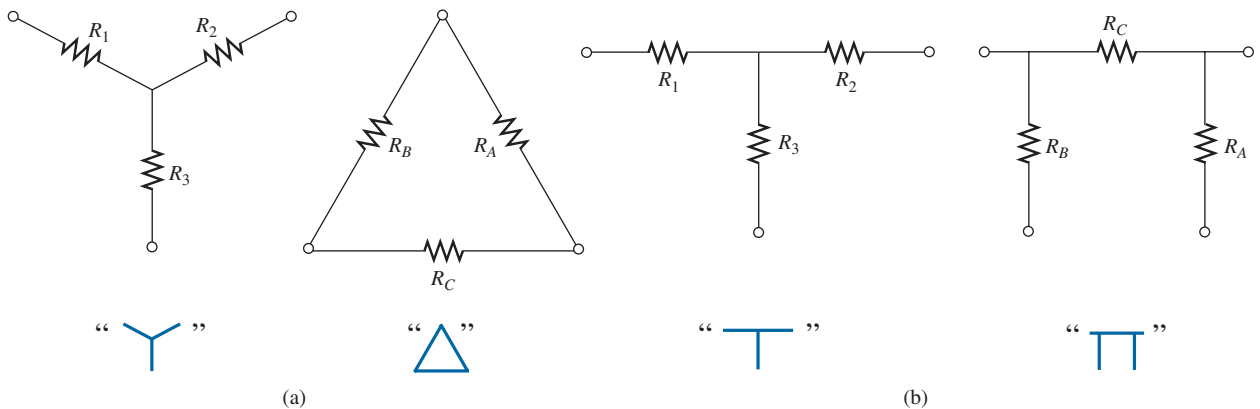 R1 R2 R3
RB RA RC
R1 R2 R3
RC RB RA
“ ” “ ” “ ” “ ”
(a) (b)